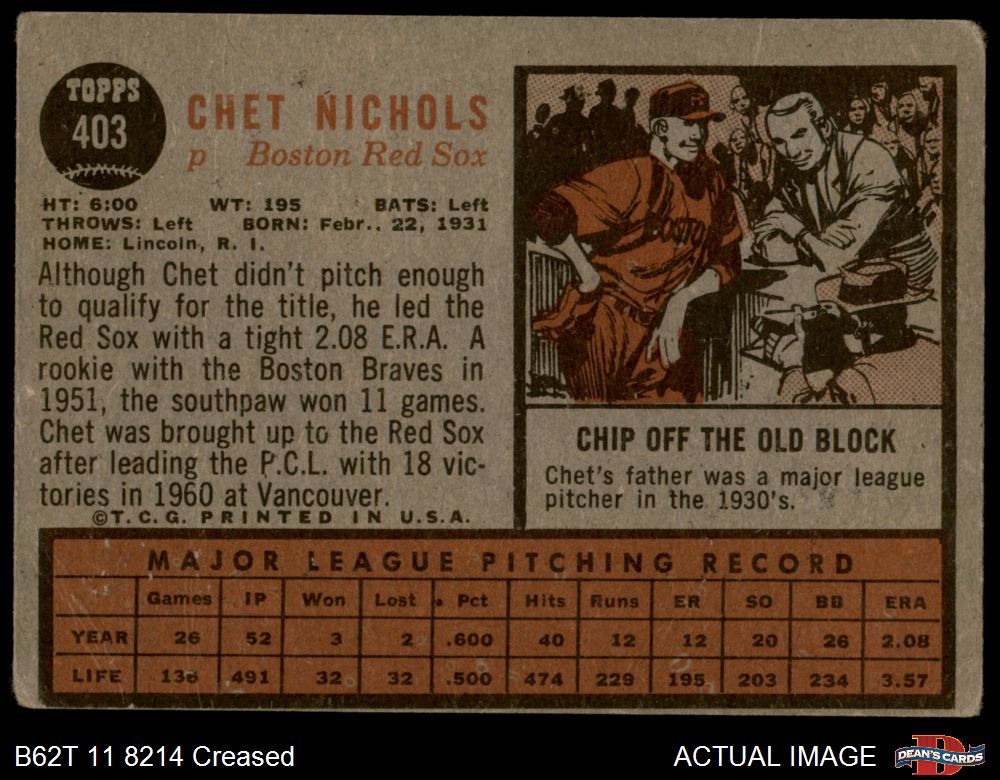 TOPPS
403
CHET NICHOLS
p Boston Red Sox
HT: 6:00 WT: 195 BATS: Left
THROWS: Left BORN: Febr.. 22, 1931
HOME: Lincoln, R. I.
Although Chet didn't pitch enough
to qualify for the title, he led the
Red Sox with a tight 2.08 E.R.A. A
rookie with the Boston Braves in
1951, the southpaw won 11 games.
Chet was brought up to the Red Sox
after leading the P.C.L. with 18 vic-
tories in 1960 at Vancouver.
©T.C.G. PRINTED IN U.S.A.
BOSTON
CHIP OFF THE OLD BLOCK
Chet's father was a major league
pitcher in the 1930's.
MAJOR LEAGUE PITCHING RECORD
Games IP Won Lost Pct Hits Runs ER SO BB ERA
YEAR 26 52 3 2 .600 40 12 12 20 26 2.08
LIFE 136 491 32 32 .500 474 229 195 203 234 3.57
B62T 11 8214 Creased
ACTUAL IMAGE
DEAN'S CARDS